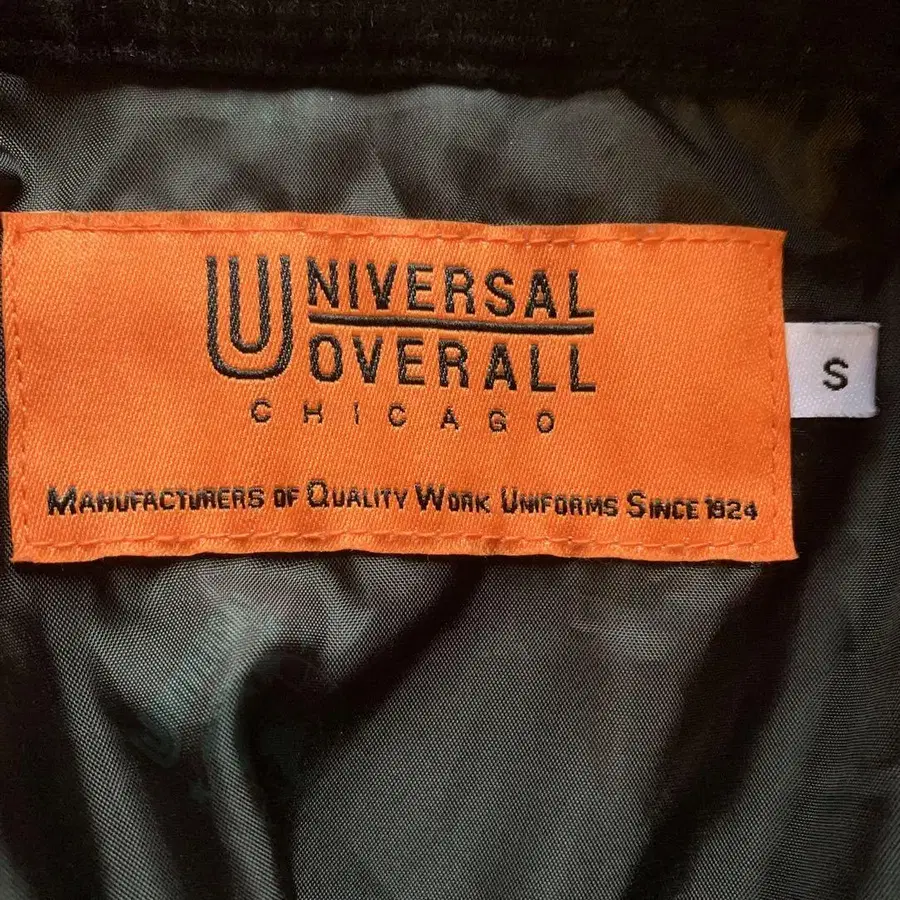 UNIVERSAL
OVERALL
CHICAGO
MANUFACTURERS OF QUALITY WORK UNIFORMS SINCE 1924
S